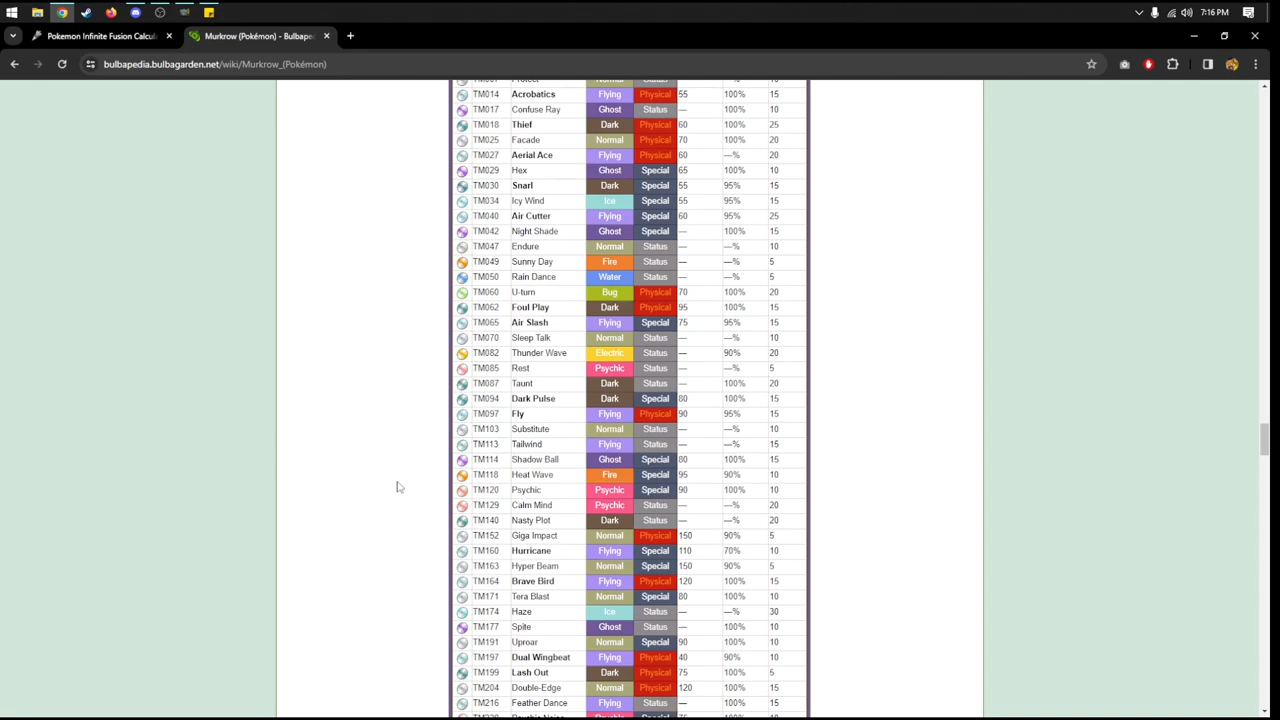 7:16 PM
Pokemon Infinite Fusion Calcul
Murkrow (Pokémon) - Bulbaped
bulbapedia.bulbagarden.net/wiki/Murkrow_(Pokémon)
TM014 Acrobatics Flying Physical 55 100% 15
TM017 Confuse Ray Ghost Status — 100% 10
TM018 Thief Dark Physical 60 100% 25
TM025 Facade Normal Physical 70 100% 20
TM027 Aerial Ace Flying Physical 60 —% 20
TM029 Hex Ghost Special 65 100% 10
TM030 Snarl Dark Special 55 95% 15
TM034 Icy Wind Ice Special 55 95% 15
TM040 Air Cutter Flying Special 60 95% 25
TM042 Night Shade Ghost Special — 100% 15
TM047 Endure Normal Status — —% 10
TM049 Sunny Day Fire Status — —% 5
TM050 Rain Dance Water Status — —% 5
TM060 U-turn Bug Physical 70 100% 20
TM062 Foul Play Dark Physical 95 100% 15
TM065 Air Slash Flying Special 75 95% 15
TM070 Sleep Talk Normal Status — —% 10
TM082 Thunder Wave Electric Status — 90% 20
TM085 Rest Psychic Status — —% 5
TM087 Taunt Dark Status — 100% 20
TM094 Dark Pulse Dark Special 80 100% 15
TM097 Fly Flying Physical 90 95% 15
TM103 Substitute Normal Status — —% 10
TM113 Tailwind Flying Status — —% 15
TM114 Shadow Ball Ghost Special 80 100% 15
TM118 Heat Wave Fire Special 95 90% 10
TM120 Psychic Psychic Special 90 100% 10
TM129 Calm Mind Psychic Status — —% 20
TM140 Nasty Plot Dark Status — —% 20
TM152 Giga Impact Normal Physical 150 90% 5
TM160 Hurricane Flying Special 110 70% 10
TM163 Hyper Beam Normal Special 150 90% 5
TM164 Brave Bird Flying Physical 120 100% 15
TM171 Tera Blast Normal Special 80 100% 10
TM174 Haze Ice Status — —% 30
TM177 Spite Ghost Status — 100% 10
TM191 Uproar Normal Special 90 100% 10
TM197 Dual Wingbeat Flying Physical 40 90% 10
TM199 Lash Out Dark Physical 75 100% 5
TM204 Double-Edge Normal Physical 120 100% 15
TM216 Feather Dance Flying Status — 100% 15